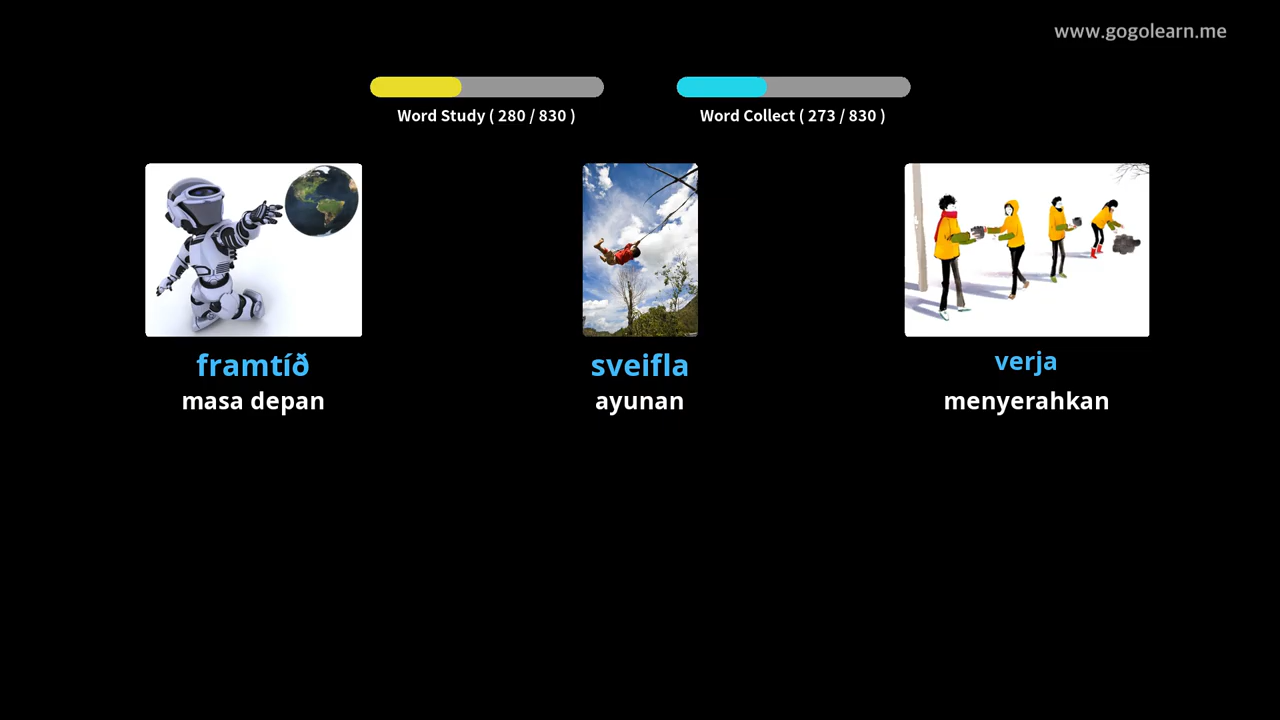 www.gogolearn.me
Word Study ( 280 / 830 )
Word Collect ( 273 / 830 )
framtíð
masa depan
sveifla
ayunan
verja
menyerahkan